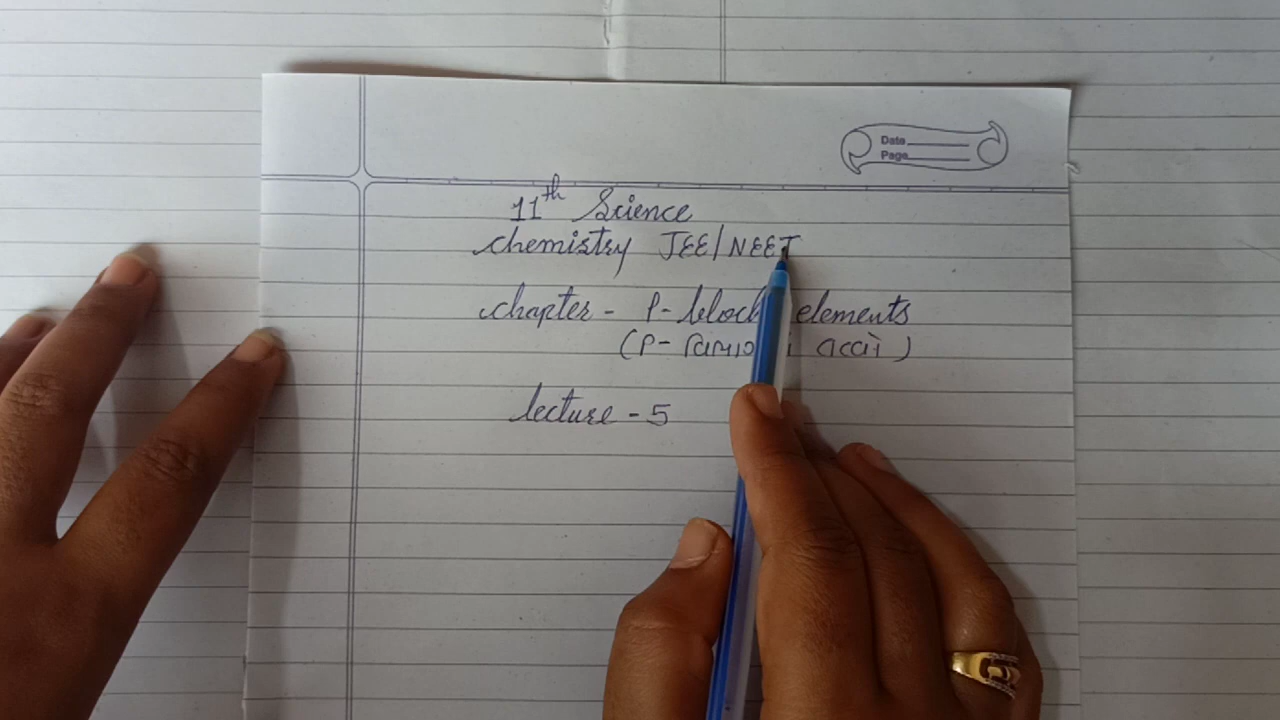 Date
Page
11th Science
chemistry JEE/NEET
chapter - P-block elements
(P-
lecture - 5